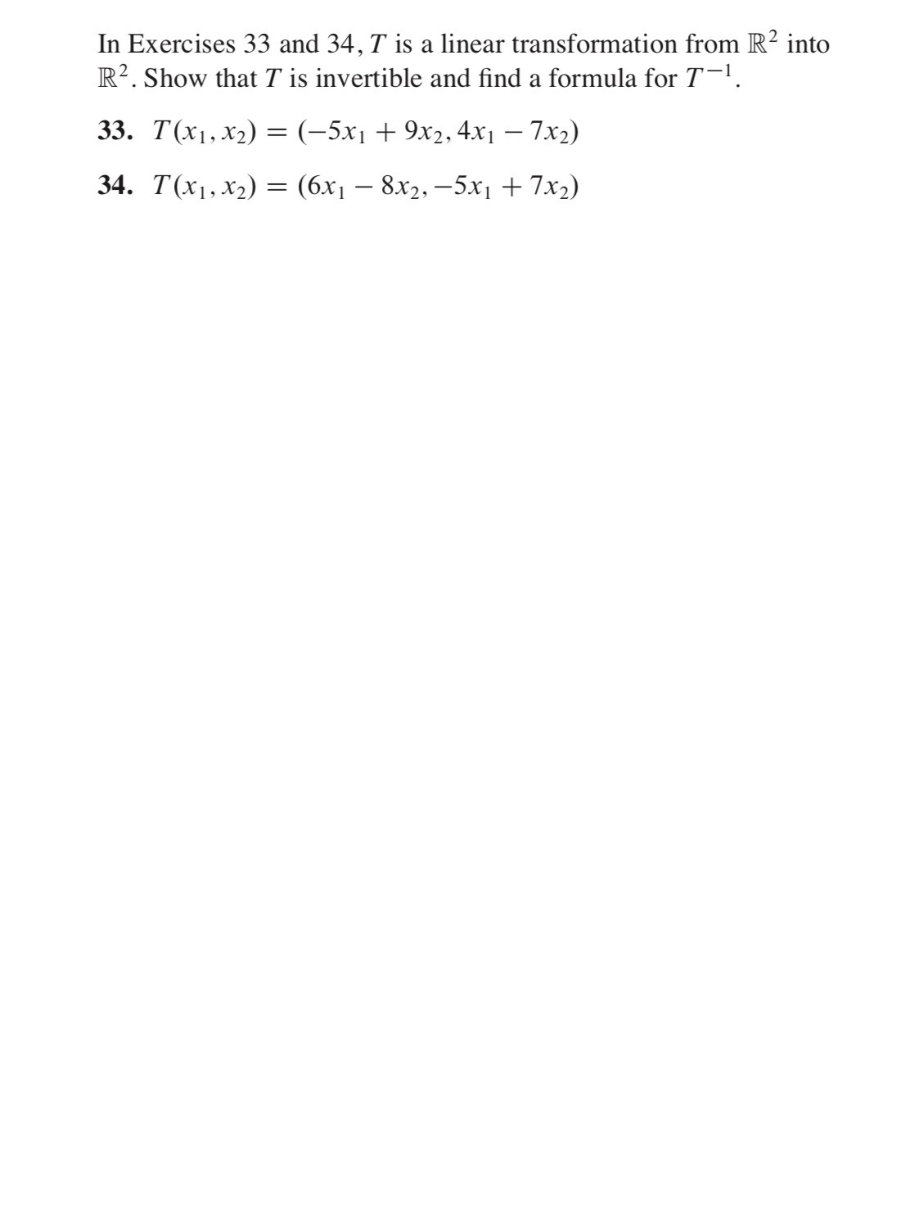 In Exercises 33 and 34, T is a linear transformation from ℝ² into
ℝ². Show that T is invertible and find a formula for T⁻¹.
33. T(x₁, x₂) = (−5x₁ + 9x₂, 4x₁ − 7x₂)
34. T(x₁, x₂) = (6x₁ − 8x₂, −5x₁ + 7x₂)